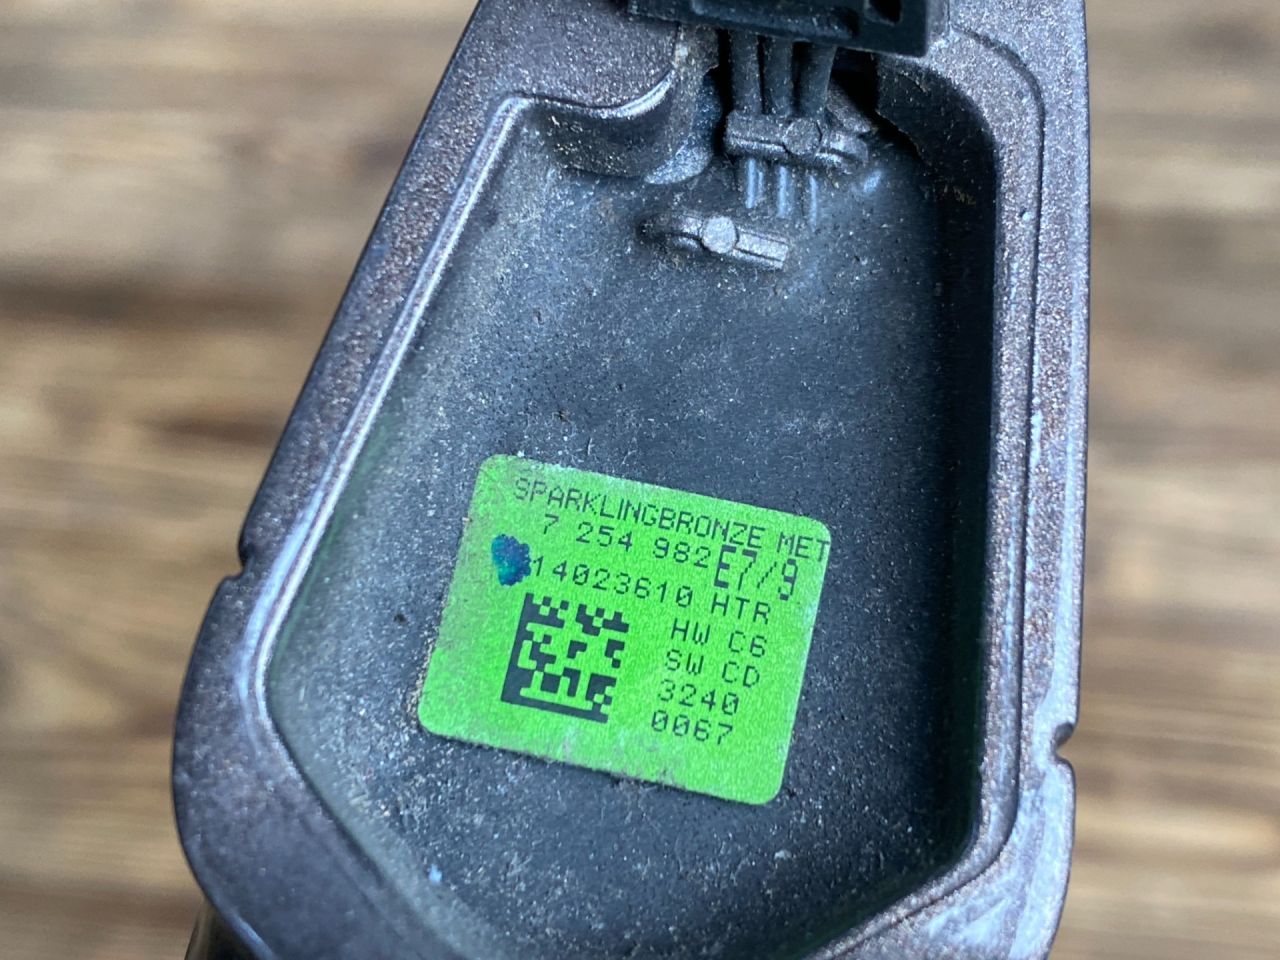 SPARKLINGBRONZE MET
7 254 982 E7/9
14023610 HTR
HW C6
SW CD
3240
0067